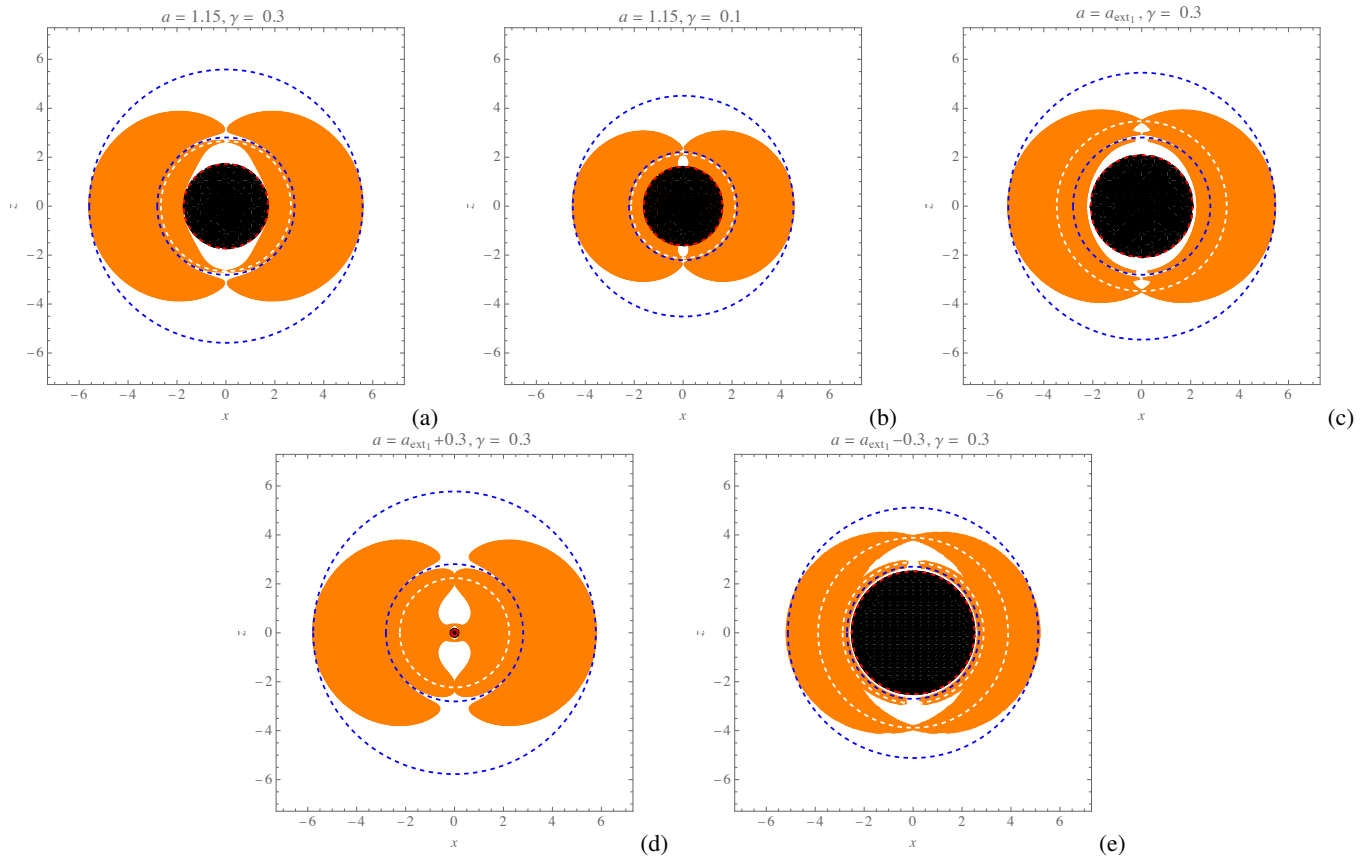 a = 1.15, γ = 0.3
a = 1.15, γ = 0.1
a = a_ext₁, γ = 0.3
6
4
2
0
−2
−4
−6
z
−6 −4 −2 0 2 4 6
x
(a)
6
4
2
0
−2
−4
−6
z
−6 −4 −2 0 2 4 6
x
(b)
6
4
2
0
−2
−4
−6
z
−6 −4 −2 0 2 4 6
x
(c)
a = a_ext₁+0.3, γ = 0.3
a = a_ext₁−0.3, γ = 0.3
6
4
2
0
−2
−4
−6
z
−6 −4 −2 0 2 4 6
x
(d)
6
4
2
0
−2
−4
−6
z
−6 −4 −2 0 2 4 6
x
(e)